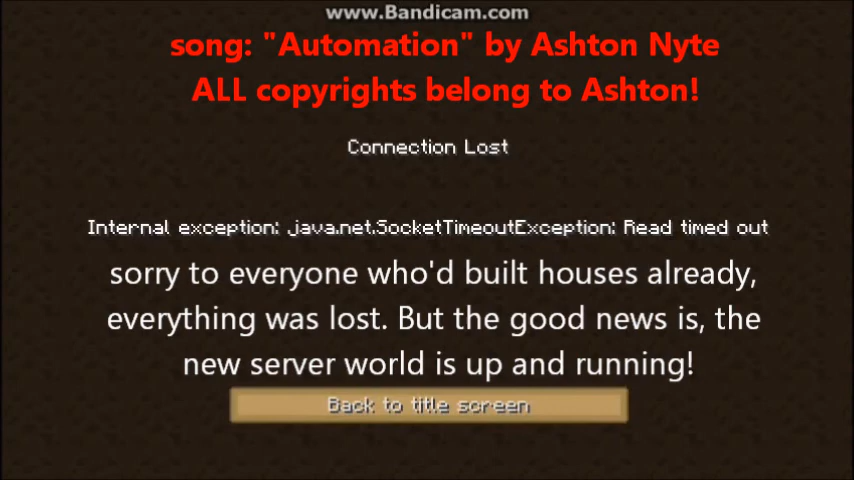 www.Bandicam.com
song: "Automation" by Ashton Nyte
ALL copyrights belong to Ashton!
Connection Lost
Internal exception: java.net.SocketTimeoutException: Read timed out
sorry to everyone who'd built houses already,
everything was lost. But the good news is, the
new server world is up and running!
Back to title screen